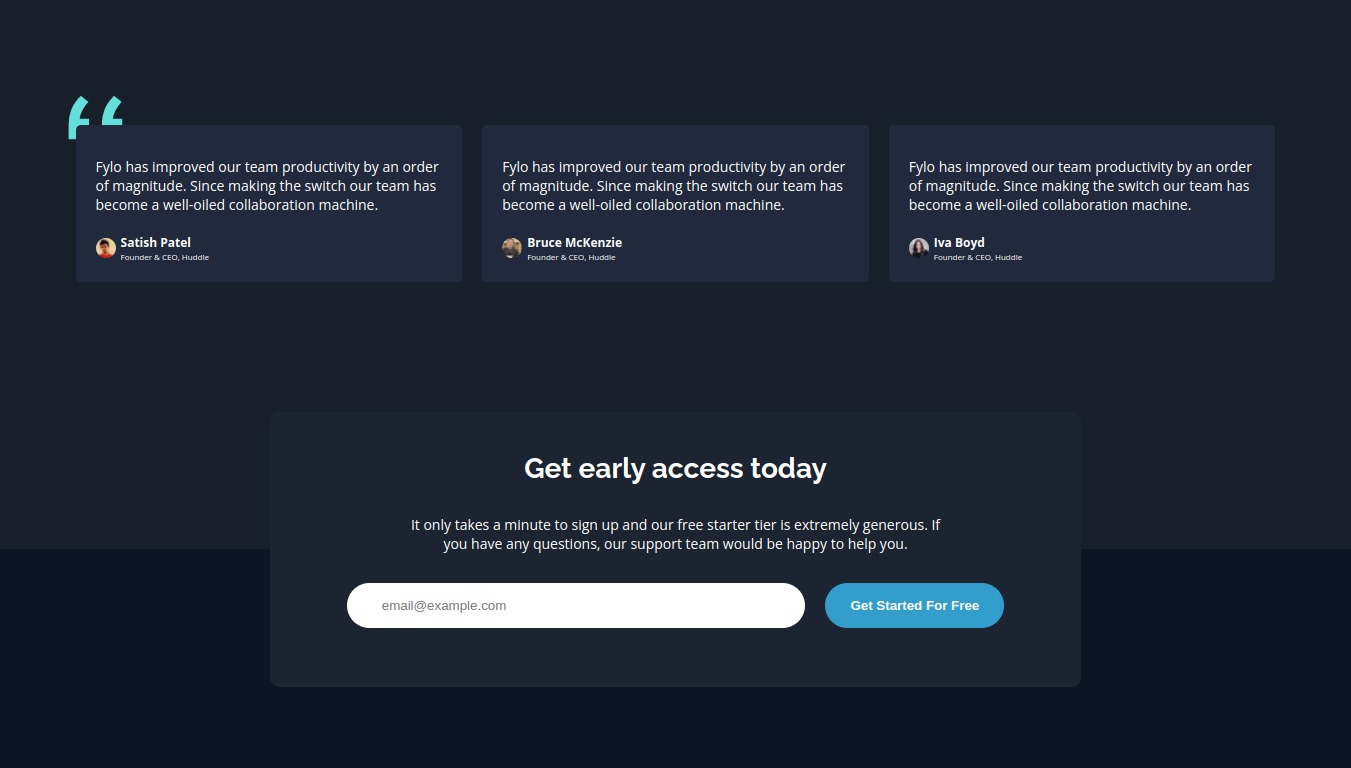 “
Fylo has improved our team productivity by an order
of magnitude. Since making the switch our team has
become a well-oiled collaboration machine.
Satish Patel
Founder & CEO, Huddle
Fylo has improved our team productivity by an order
of magnitude. Since making the switch our team has
become a well-oiled collaboration machine.
Bruce McKenzie
Founder & CEO, Huddle
Fylo has improved our team productivity by an order
of magnitude. Since making the switch our team has
become a well-oiled collaboration machine.
Iva Boyd
Founder & CEO, Huddle
Get early access today
It only takes a minute to sign up and our free starter tier is extremely generous. If
you have any questions, our support team would be happy to help you.
email@example.com
Get Started For Free